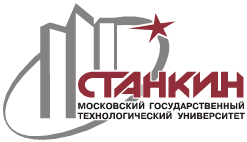 СТАНКИН
МОСКОВСКИЙ ГОСУДАРСТВЕННЫЙ
ТЕХНОЛОГИЧЕСКИЙ УНИВЕРСИТЕТ